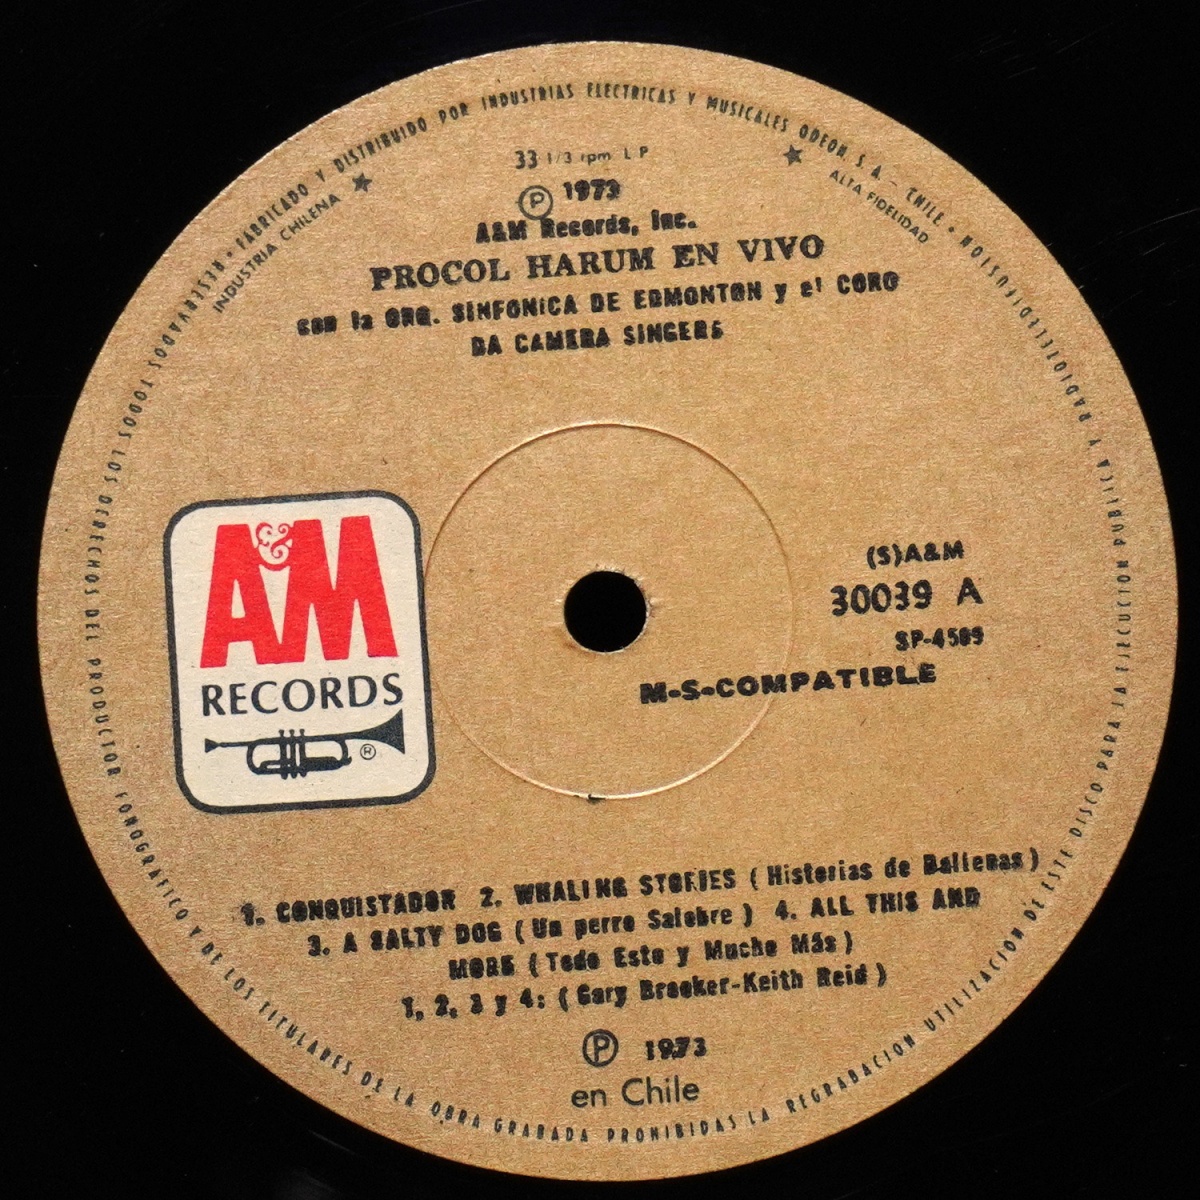 RESERVADOS TODOS LOS DERECHOS DEL PRODUCTOR FONOGRAFICO Y DE LOS TITULARES DE LA OBRA GRABADA PROHIBIDAS LA REGRABACION UTILIZACION DE ESTE DISCO PARA LA EJECUCION PUBLICA Y RADIOTELEDIFUSION • FABRICADO Y DISTRIBUIDO POR INDUSTRIAS ELECTRICAS Y MUSICALES ODEON S.A. - CHILE •
INDUSTRIA CHILENA ★
★ ALTA FIDELIDAD
33 1/3 rpm LP
Ⓟ 1973
A&M Records, Inc.
PROCOL HARUM EN VIVO
con la ORQ. SINFONICA DE EDMONTON y el CORO
DA CAMERA SINGERS
A&M
RECORDS
®
(S)A&M
30039 A
SP-4509
M-S-COMPATIBLE
1. CONQUISTADOR 2. WHALING STORIES ( Historias de Ballenas )
3. A SALTY DOG ( Un perro Salobre ) 4. ALL THIS AND
MORE ( Todo Esto y Mucho Más )
1, 2, 3 y 4: ( Gary Brooker-Keith Reid )
Ⓟ 1973
en Chile